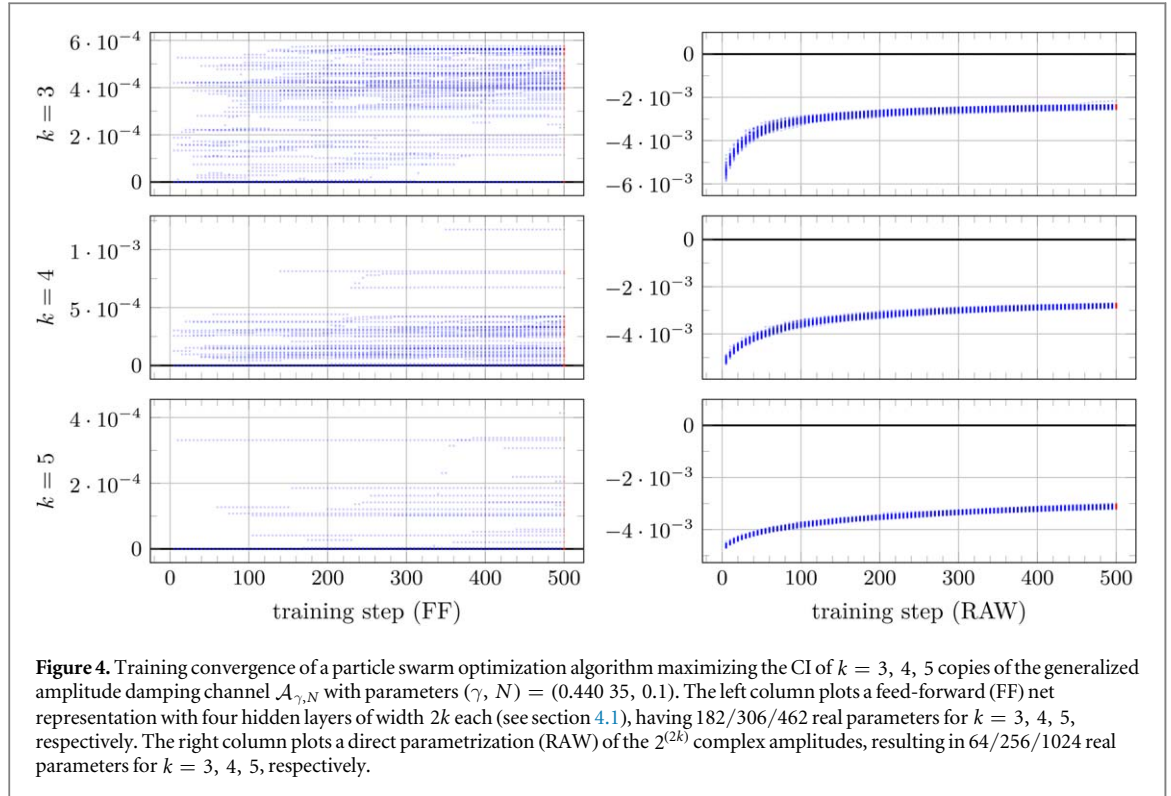 6 · 10⁻⁴
4 · 10⁻⁴
2 · 10⁻⁴
0
k = 3
0
−2 · 10⁻³
−4 · 10⁻³
−6 · 10⁻³
1 · 10⁻³
5 · 10⁻⁴
0
k = 4
0
−2 · 10⁻³
−4 · 10⁻³
4 · 10⁻⁴
2 · 10⁻⁴
0
k = 5
0
−2 · 10⁻³
−4 · 10⁻³
0 100 200 300 400 500
0 100 200 300 400 500
training step (FF)
training step (RAW)
Figure 4. Training convergence of a particle swarm optimization algorithm maximizing the CI of k = 3, 4, 5 copies of the generalized
amplitude damping channel 𝒜γ,N with parameters (γ, N) = (0.440 35, 0.1). The left column plots a feed-forward (FF) net
representation with four hidden layers of width 2k each (see section 4.1), having 182/306/462 real parameters for k = 3, 4, 5,
respectively. The right column plots a direct parametrization (RAW) of the 2⁽²ᵏ⁾ complex amplitudes, resulting in 64/256/1024 real
parameters for k = 3, 4, 5, respectively.